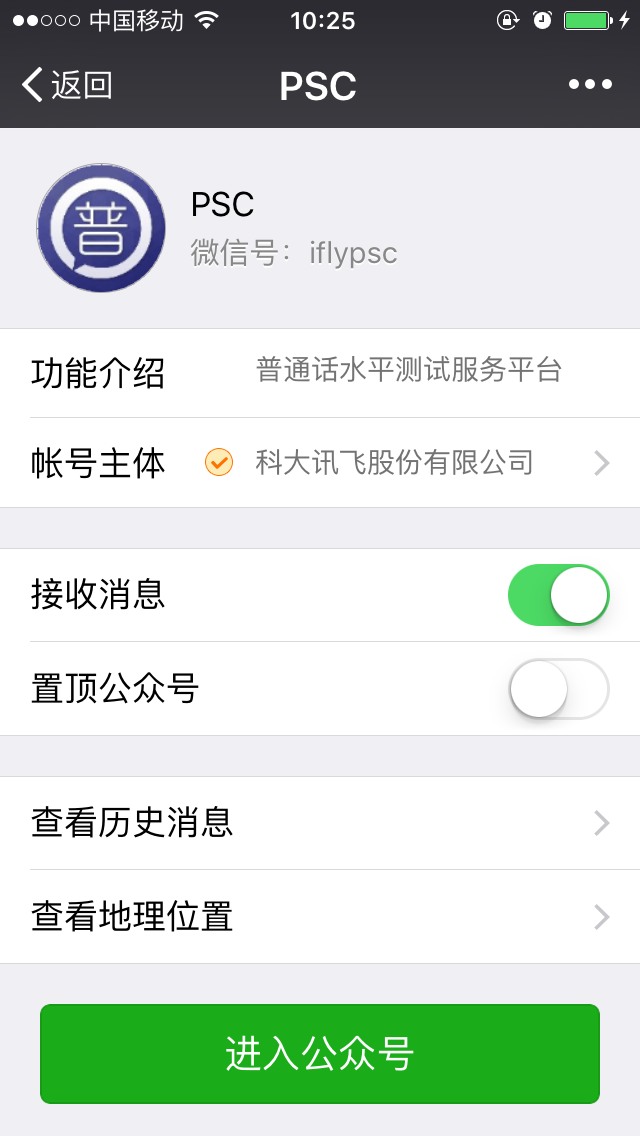 中国移动 10:25
返回 PSC
普
PSC
微信号：iflypsc
功能介绍 普通话水平测试服务平台
帐号主体 科大讯飞股份有限公司
接收消息
置顶公众号
查看历史消息
查看地理位置
进入公众号